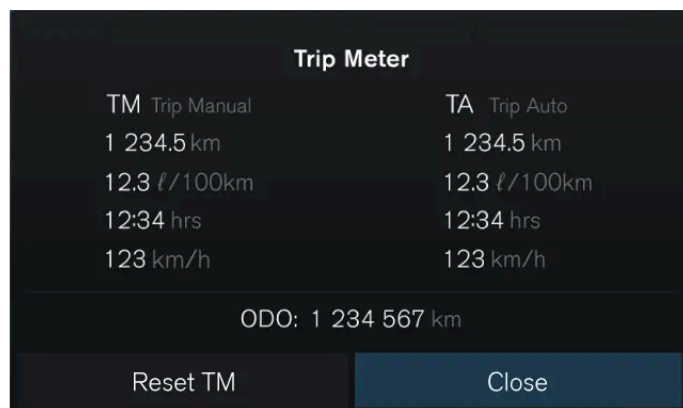 Trip Meter
TM Trip Manual
1 234.5 km
12.3 ℓ/100km
12:34 hrs
123 km/h
TA Trip Auto
1 234.5 km
12.3 ℓ/100km
12:34 hrs
123 km/h
ODO: 1 234 567 km
Reset TM
Close